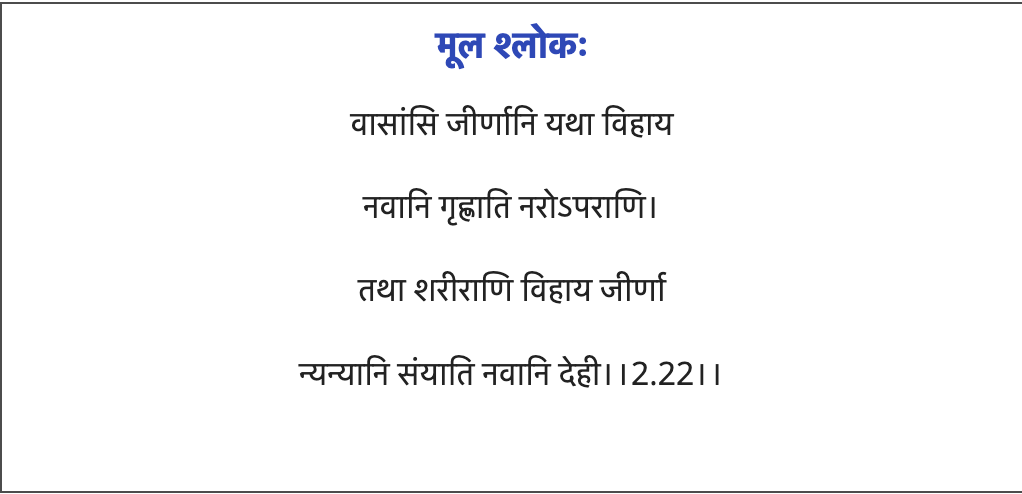 मूल श्लोकः
वासांसि जीर्णानि यथा विहाय
नवानि गृह्णाति नरोऽपराणि।
तथा शरीराणि विहाय जीर्णा
न्यन्यानि संयाति नवानि देही।।2.22।।